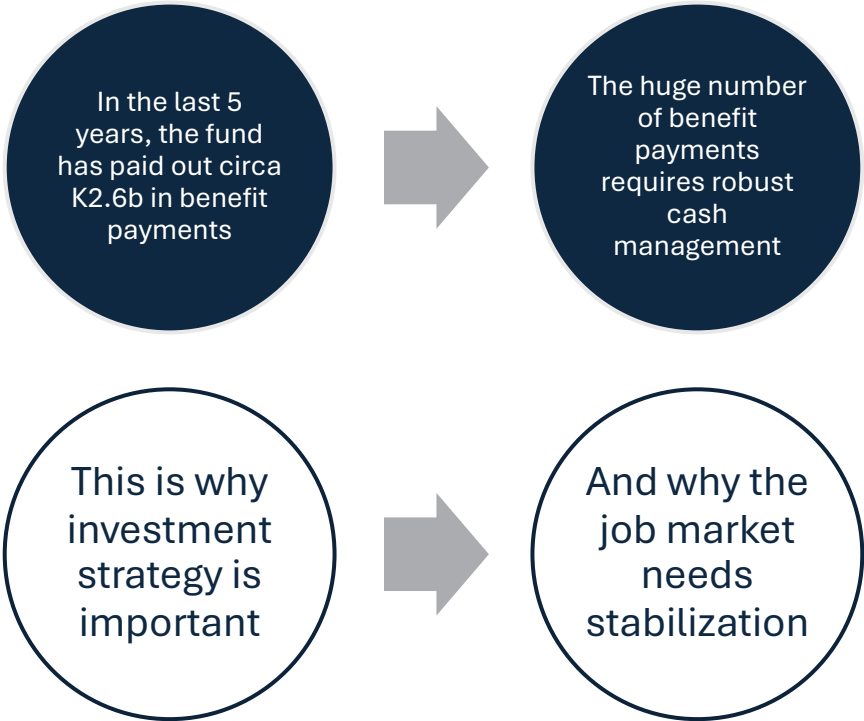 In the last 5
years, the fund
has paid out circa
K2.6b in benefit
payments
The huge number
of benefit
payments
requires robust
cash
management
This is why
investment
strategy is
important
And why the
job market
needs
stabilization